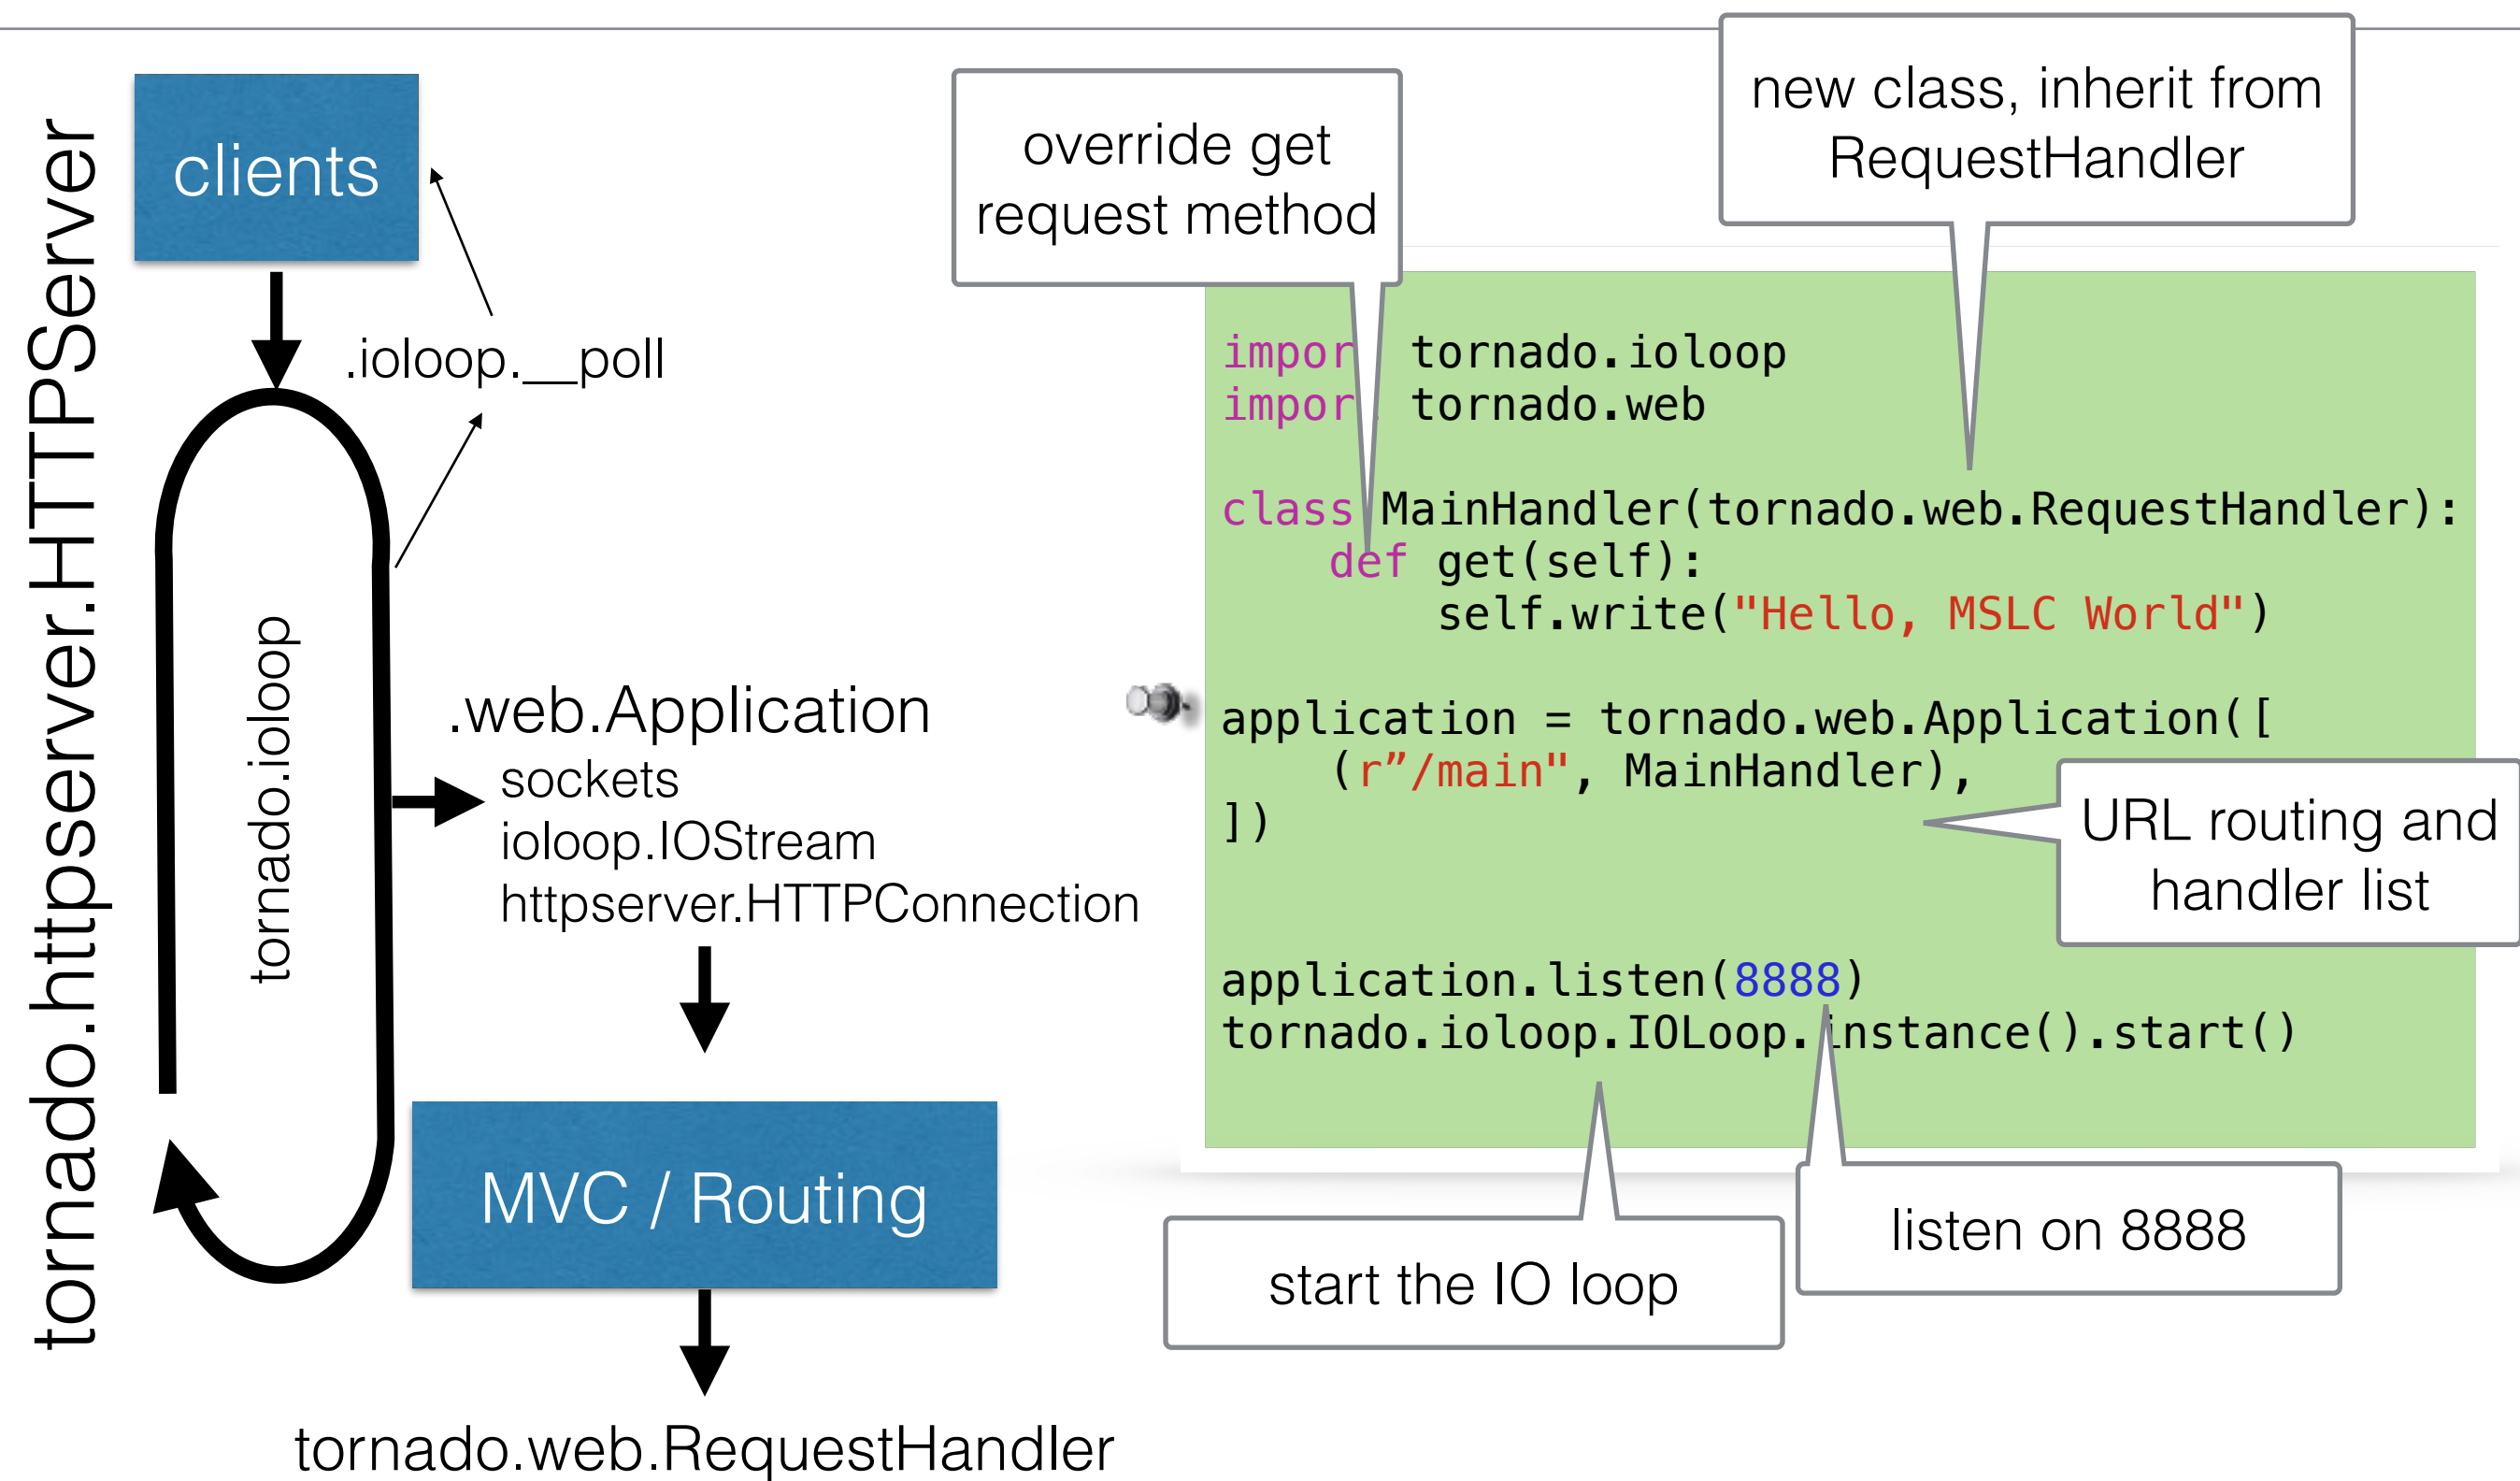 tornado.httpserver.HTTPServer
clients
.ioloop.__poll
tornado.ioloop
.web.Application
sockets
ioloop.IOStream
httpserver.HTTPConnection
MVC / Routing
tornado.web.RequestHandler
override get
request method
new class, inherit from
RequestHandler
impor tornado.ioloop
impor tornado.web
class MainHandler(tornado.web.RequestHandler):
def get(self):
self.write("Hello, MSLC World")
application = tornado.web.Application([
(r”/main", MainHandler),
])
URL routing and
handler list
application.listen(8888)
tornado.ioloop.IOLoop.instance().start()
start the IO loop
listen on 8888